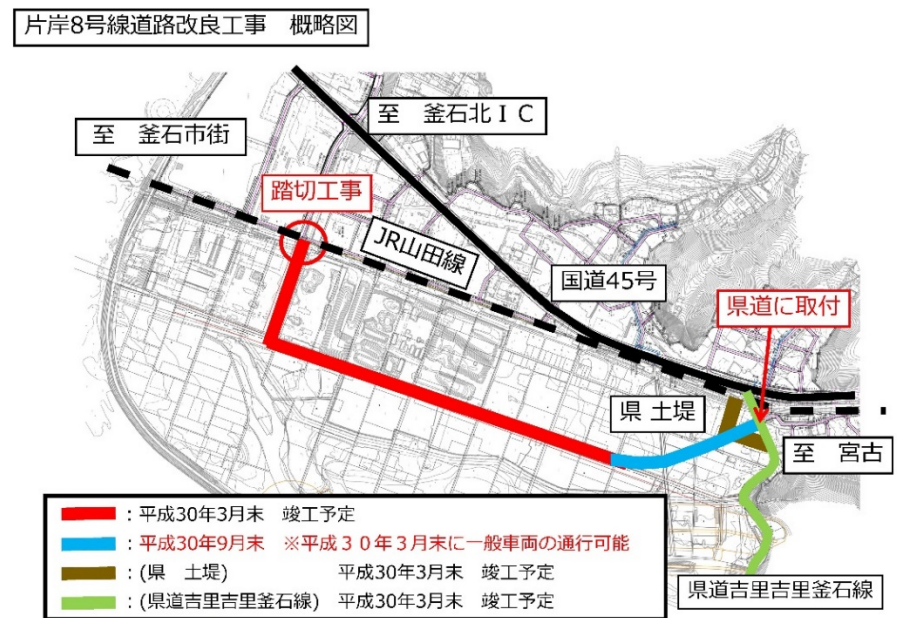 片岸8号線道路改良工事　概略図
至　釜石北ＩＣ
至　釜石市街
踏切工事
JR山田線
国道45号
県道に取付
県 土堤
至　宮古
：平成30年3月末　竣工予定
：平成30年9月末　※平成３０年３月末に一般車両の通行可能
：(県　土堤)　平成30年3月末　竣工予定
：(県道吉里吉里釜石線)　平成30年3月末　竣工予定
県道吉里吉里釜石線